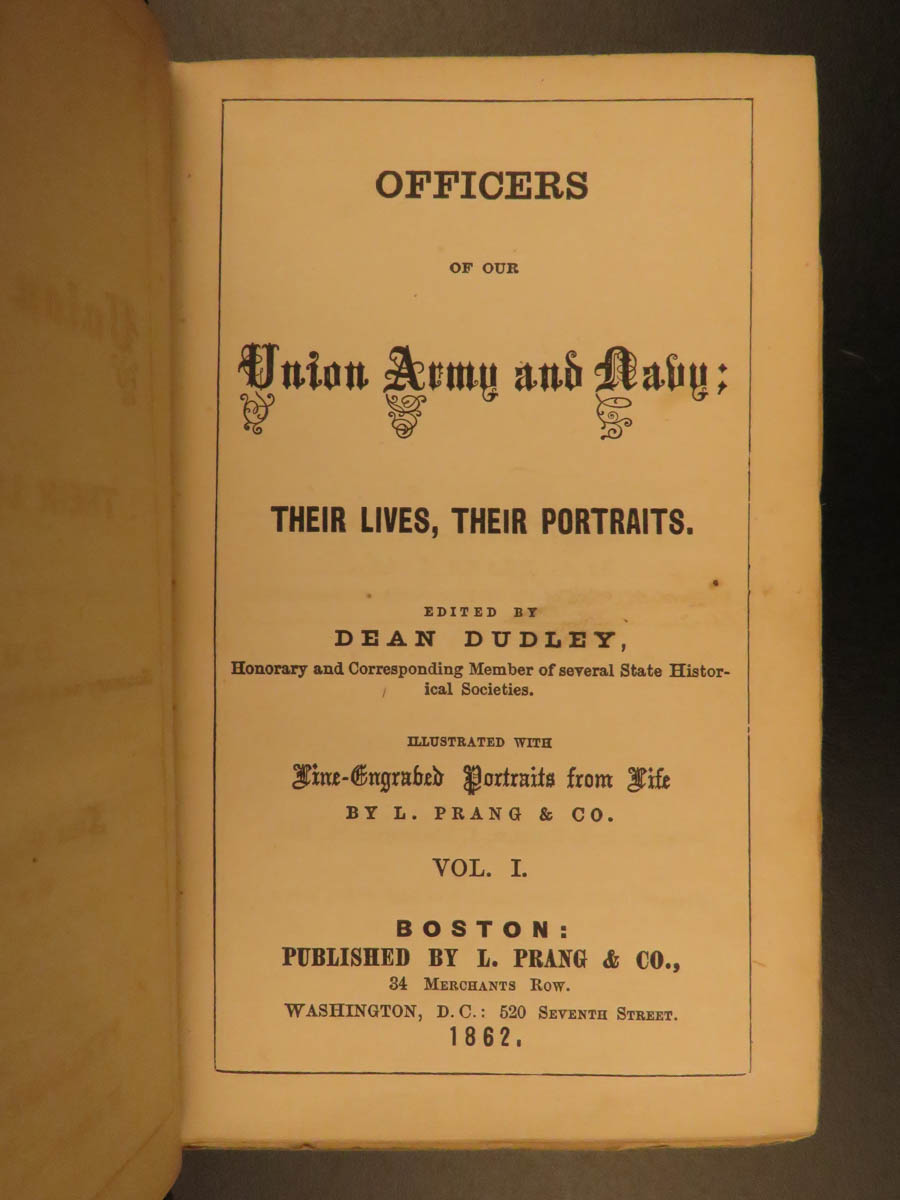 OFFICERS
OF OUR
Union Army and Navy;
THEIR LIVES, THEIR PORTRAITS.
EDITED BY
DEAN DUDLEY,
Honorary and Corresponding Member of several State Histor-
ical Societies.
ILLUSTRATED WITH
Line-Engraved Portraits from Life
BY L. PRANG & CO.
VOL. I.
BOSTON:
PUBLISHED BY L. PRANG & CO.,
34 MERCHANTS ROW.
WASHINGTON, D.C.: 520 SEVENTH STREET.
1862.